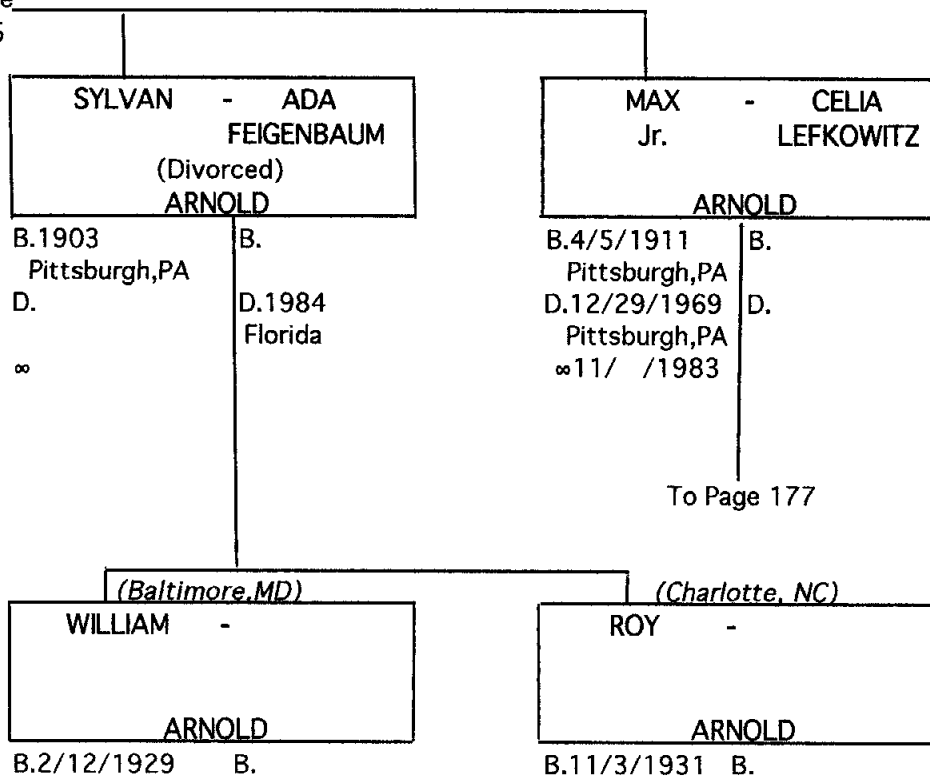 e
5
SYLVAN - ADA
FEIGENBAUM
(Divorced)
ARNOLD
B.1903 B.
Pittsburgh,PA
D. D.1984
Florida
∞
MAX - CELIA
Jr. LEFKOWITZ
ARNOLD
B.4/5/1911 B.
Pittsburgh,PA
D.12/29/1969 D.
Pittsburgh,PA
∞11/ /1983
To Page 177
(Baltimore,MD)
WILLIAM -
ARNOLD
B.2/12/1929 B.
(Charlotte, NC)
ROY -
ARNOLD
B.11/3/1931 B.